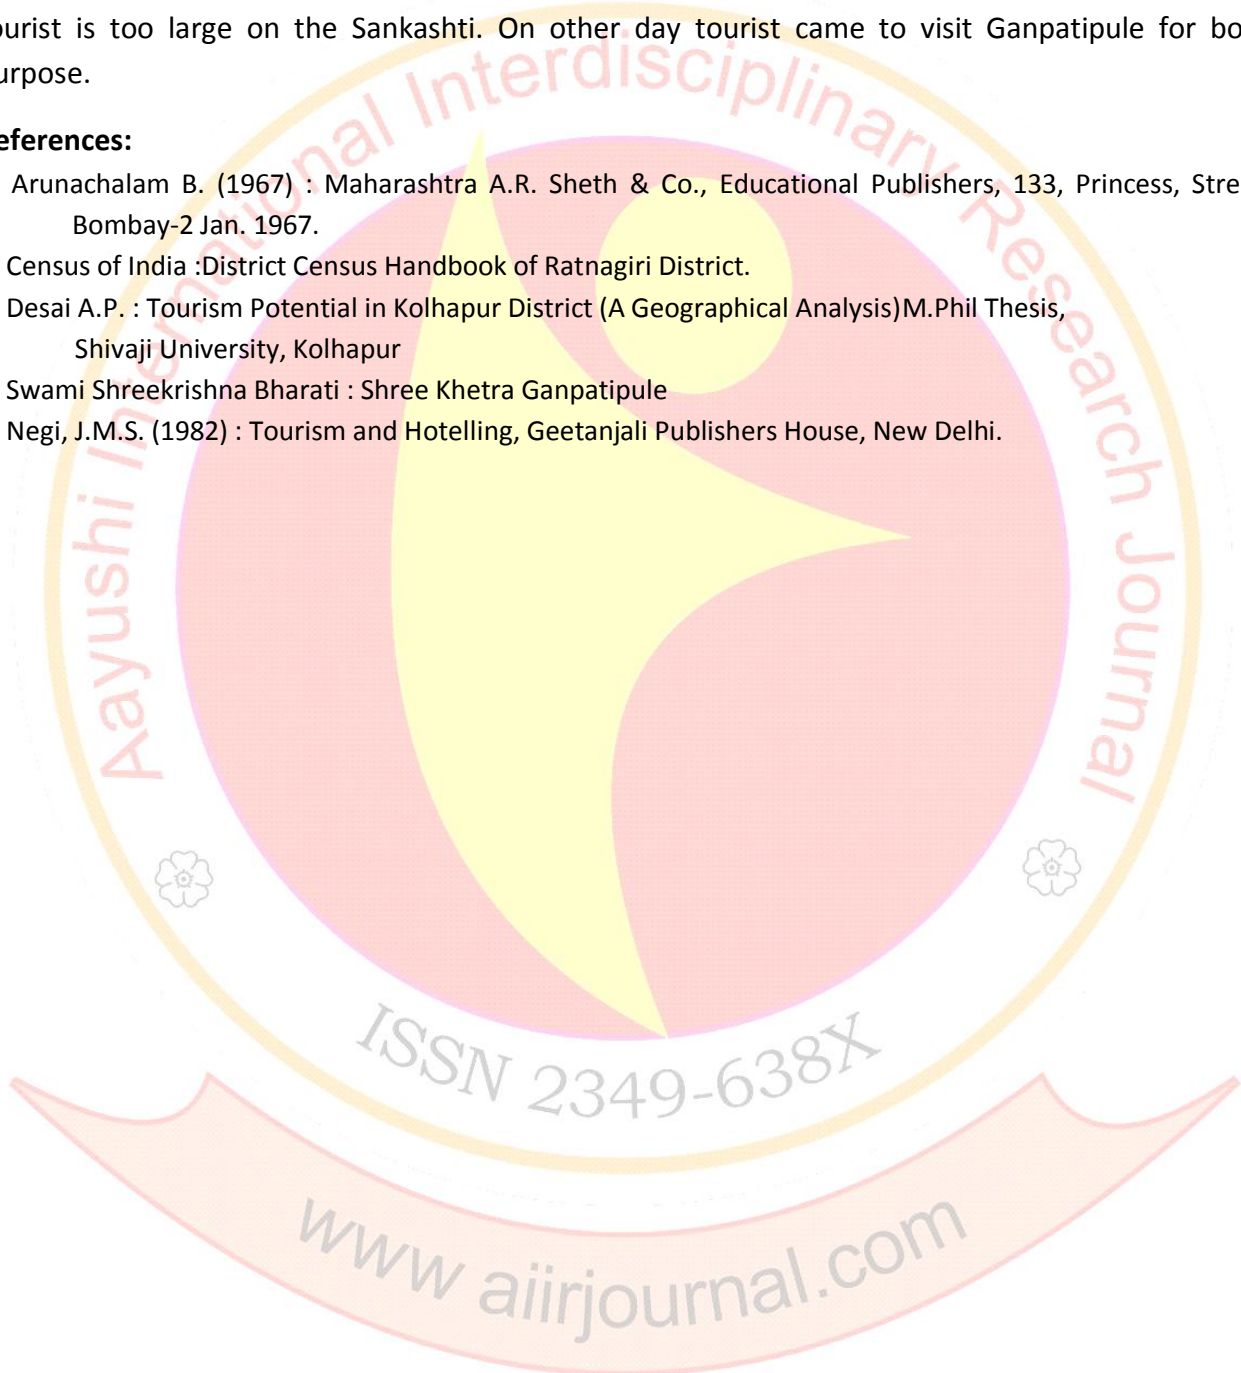 ourist is too large on the Sankashti. On other day tourist came to visit Ganpatipule for bo
urpose.
eferences:
Arunachalam B. (1967) : Maharashtra A.R. Sheth & Co., Educational Publishers, 133, Princess, Stre
Bombay-2 Jan. 1967.
Census of India :District Census Handbook of Ratnagiri District.
Desai A.P. : Tourism Potential in Kolhapur District (A Geographical Analysis)M.Phil Thesis,
Shivaji University, Kolhapur
Swami Shreekrishna Bharati : Shree Khetra Ganpatipule
Negi, J.M.S. (1982) : Tourism and Hotelling, Geetanjali Publishers House, New Delhi.
Aayushi International Interdisciplinary Research Journal
ISSN 2349-638X
www aiirjournal.com